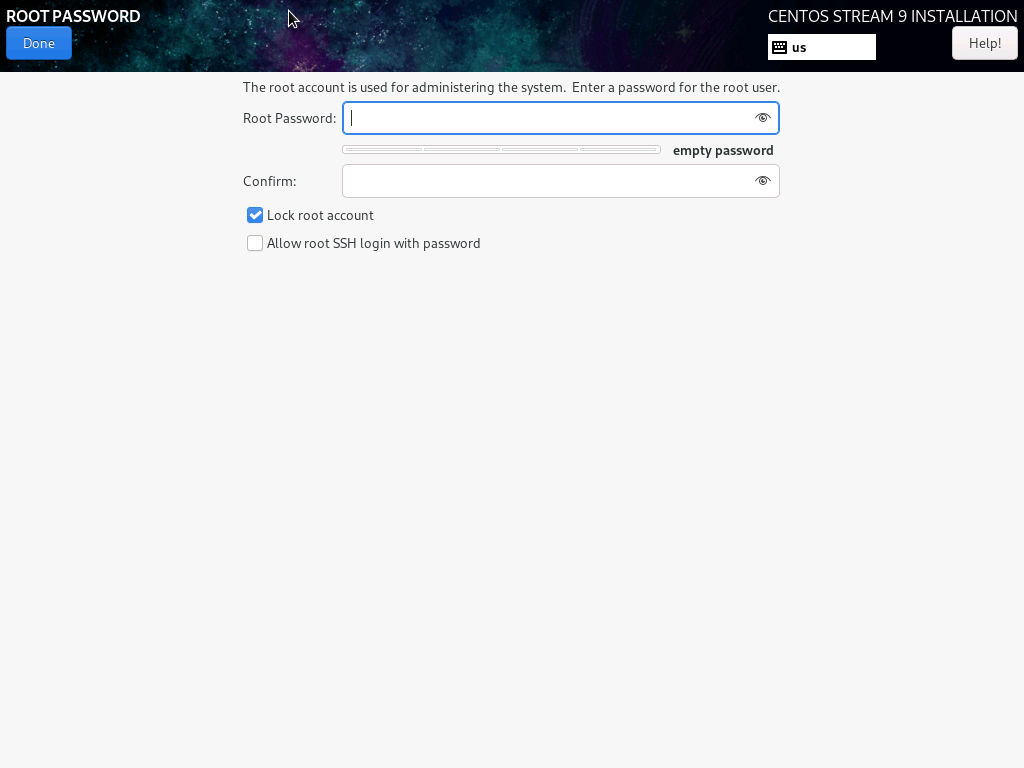 ROOT PASSWORD
CENTOS STREAM 9 INSTALLATION
Done
us
Help!
The root account is used for administering the system.  Enter a password for the root user.
Root Password:
empty password
Confirm:
Lock root account
Allow root SSH login with password